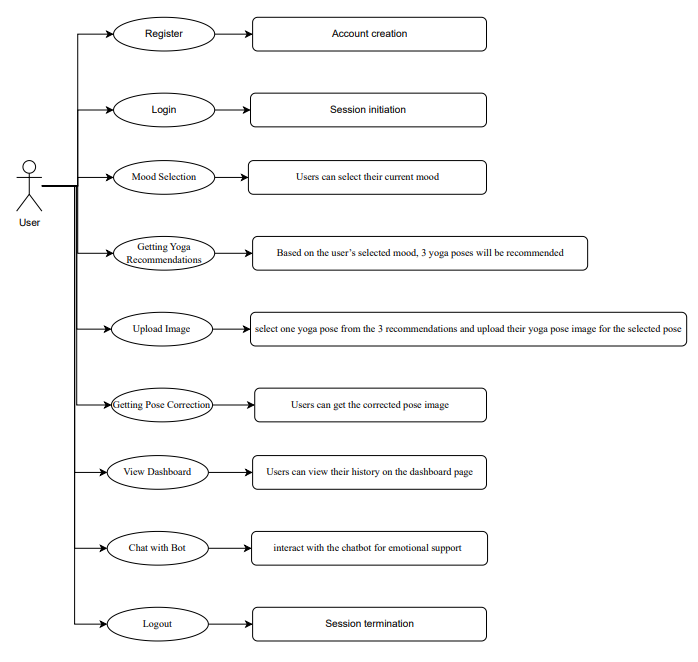 Register
Account creation
Login
Session initiation
Mood Selection
Users can select their current mood
User
Getting Yoga
Recommendations
Based on the user's selected mood, 3 yoga poses will be recommended
Upload Image
select one yoga pose from the 3 recommendations and upload their yoga pose image for the selected pose
Getting Pose Correction
Users can get the corrected pose image
View Dashboard
Users can view their history on the dashboard page
Chat with Bot
interact with the chatbot for emotional support
Logout
Session termination